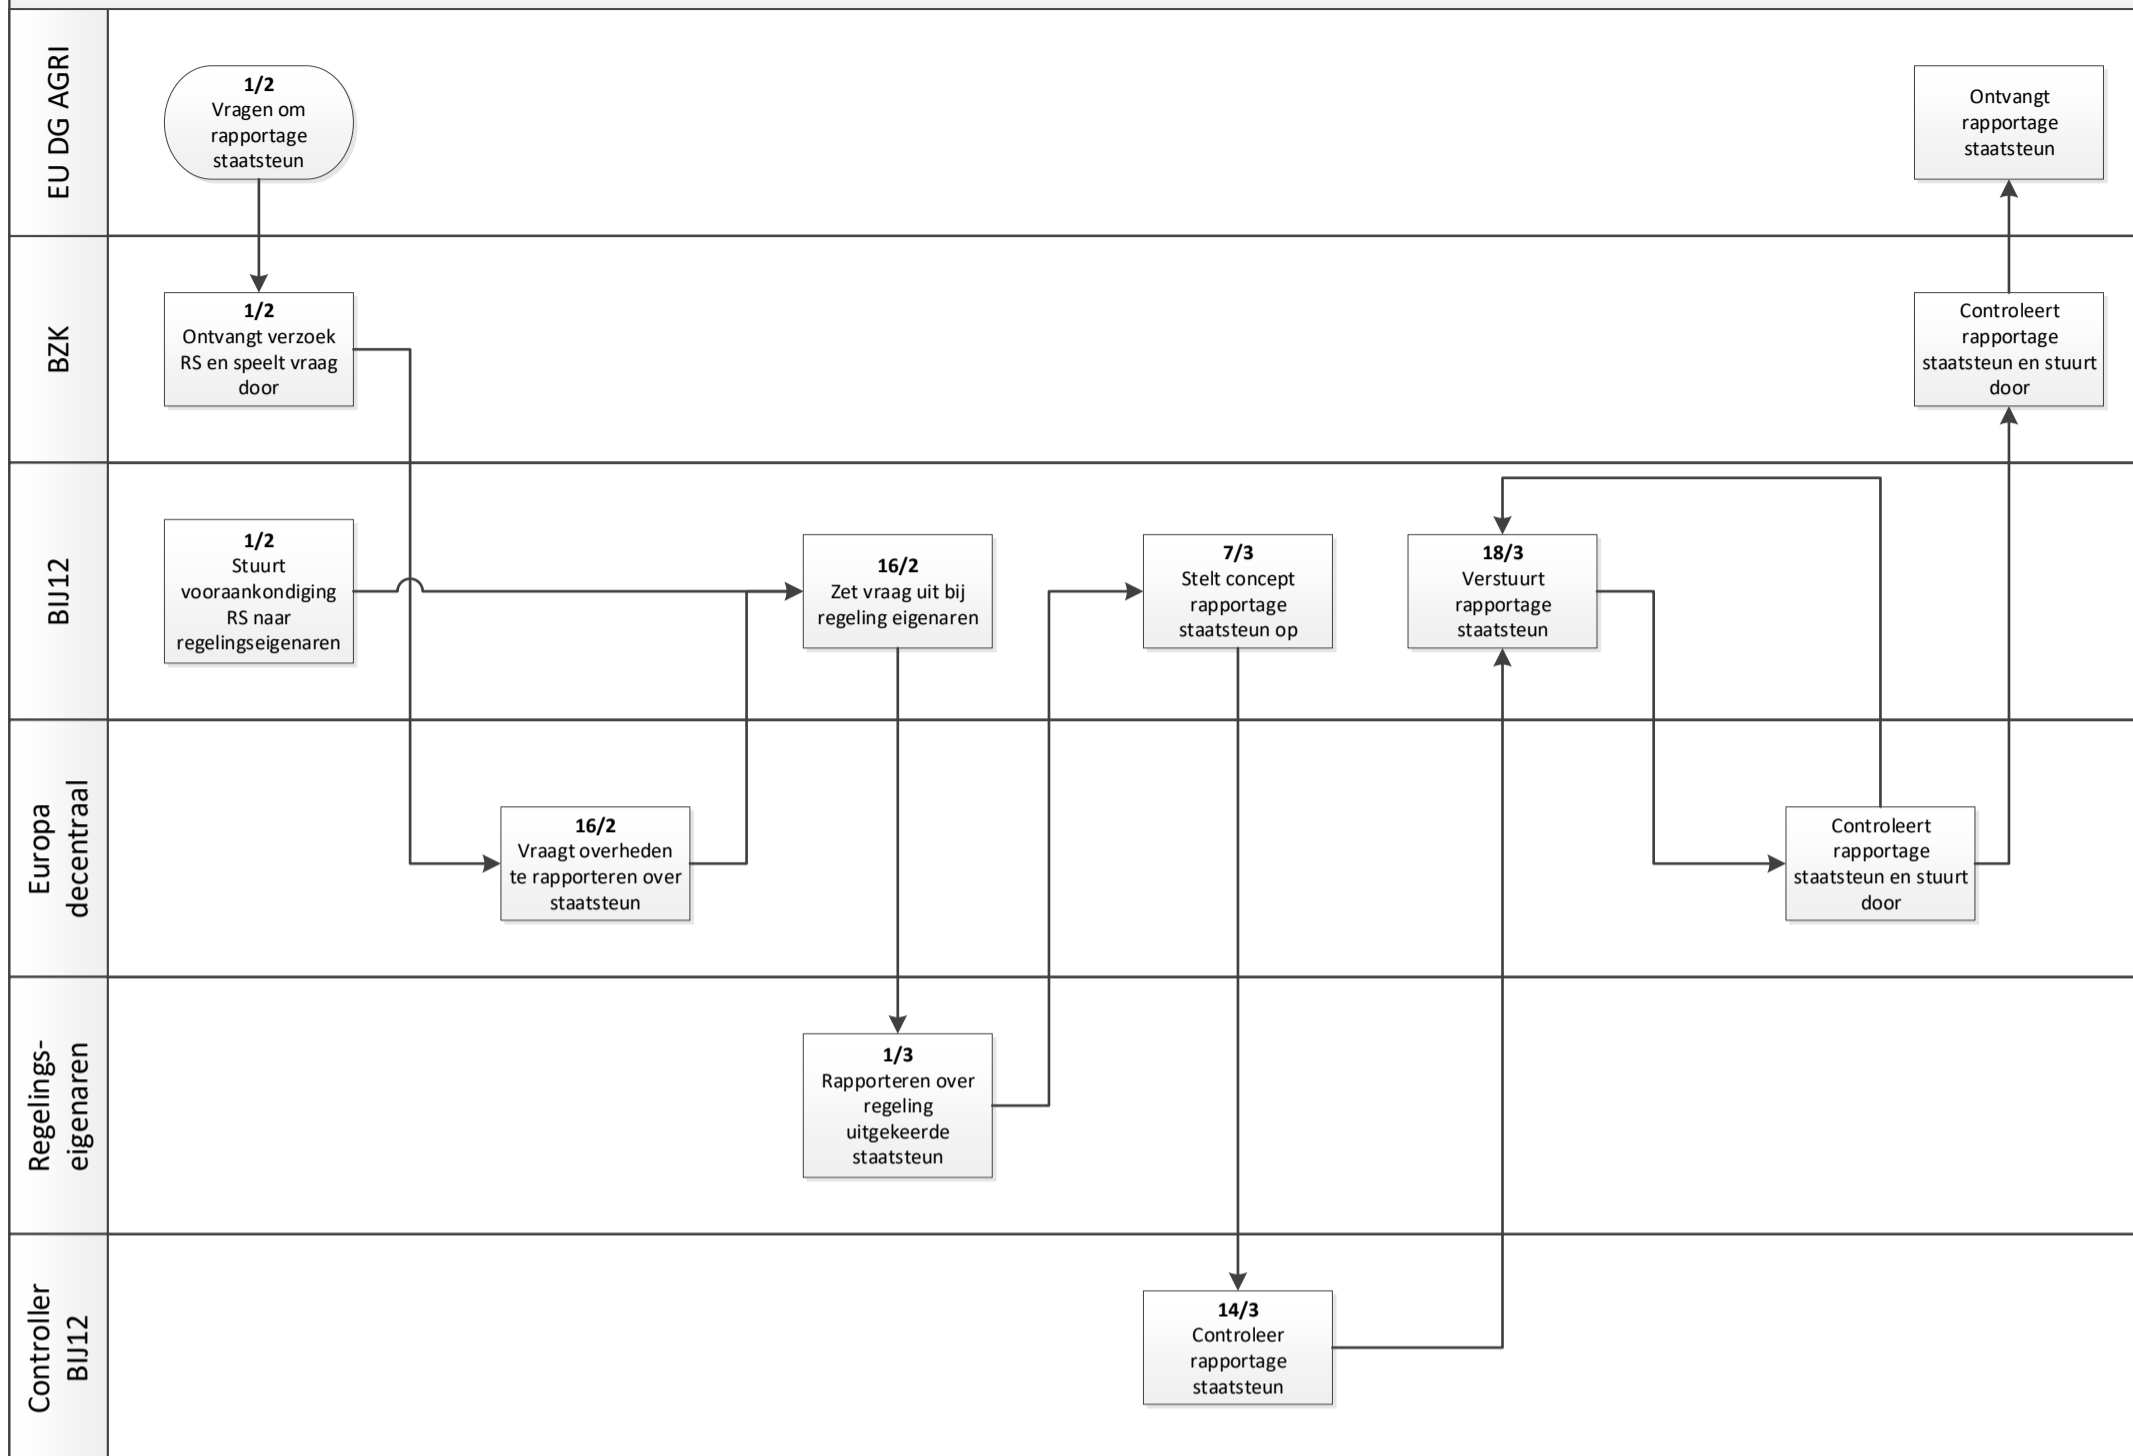 EU DG AGRI
1/2
Vragen om
rapportage
staatsteun
Ontvangt
rapportage
staatsteun
BZK
1/2
Ontvangt verzoek
RS en speelt vraag
door
Controleert
rapportage
staatsteun en stuurt
door
BIJ12
1/2
Stuurt
vooraankondiging
RS naar
regelingseigenaren
16/2
Zet vraag uit bij
regeling eigenaren
7/3
Stelt concept
rapportage
staatsteun op
18/3
Verstuurt
rapportage
staatsteun
Europa
decentraal
16/2
Vraagt overheden
te rapporteren over
staatsteun
Controleert
rapportage
staatsteun en stuurt
door
Regelings-
eigenaren
1/3
Rapporteren over
regeling
uitgekeerde
staatsteun
Controller
BIJ12
14/3
Controleer
rapportage
staatsteun